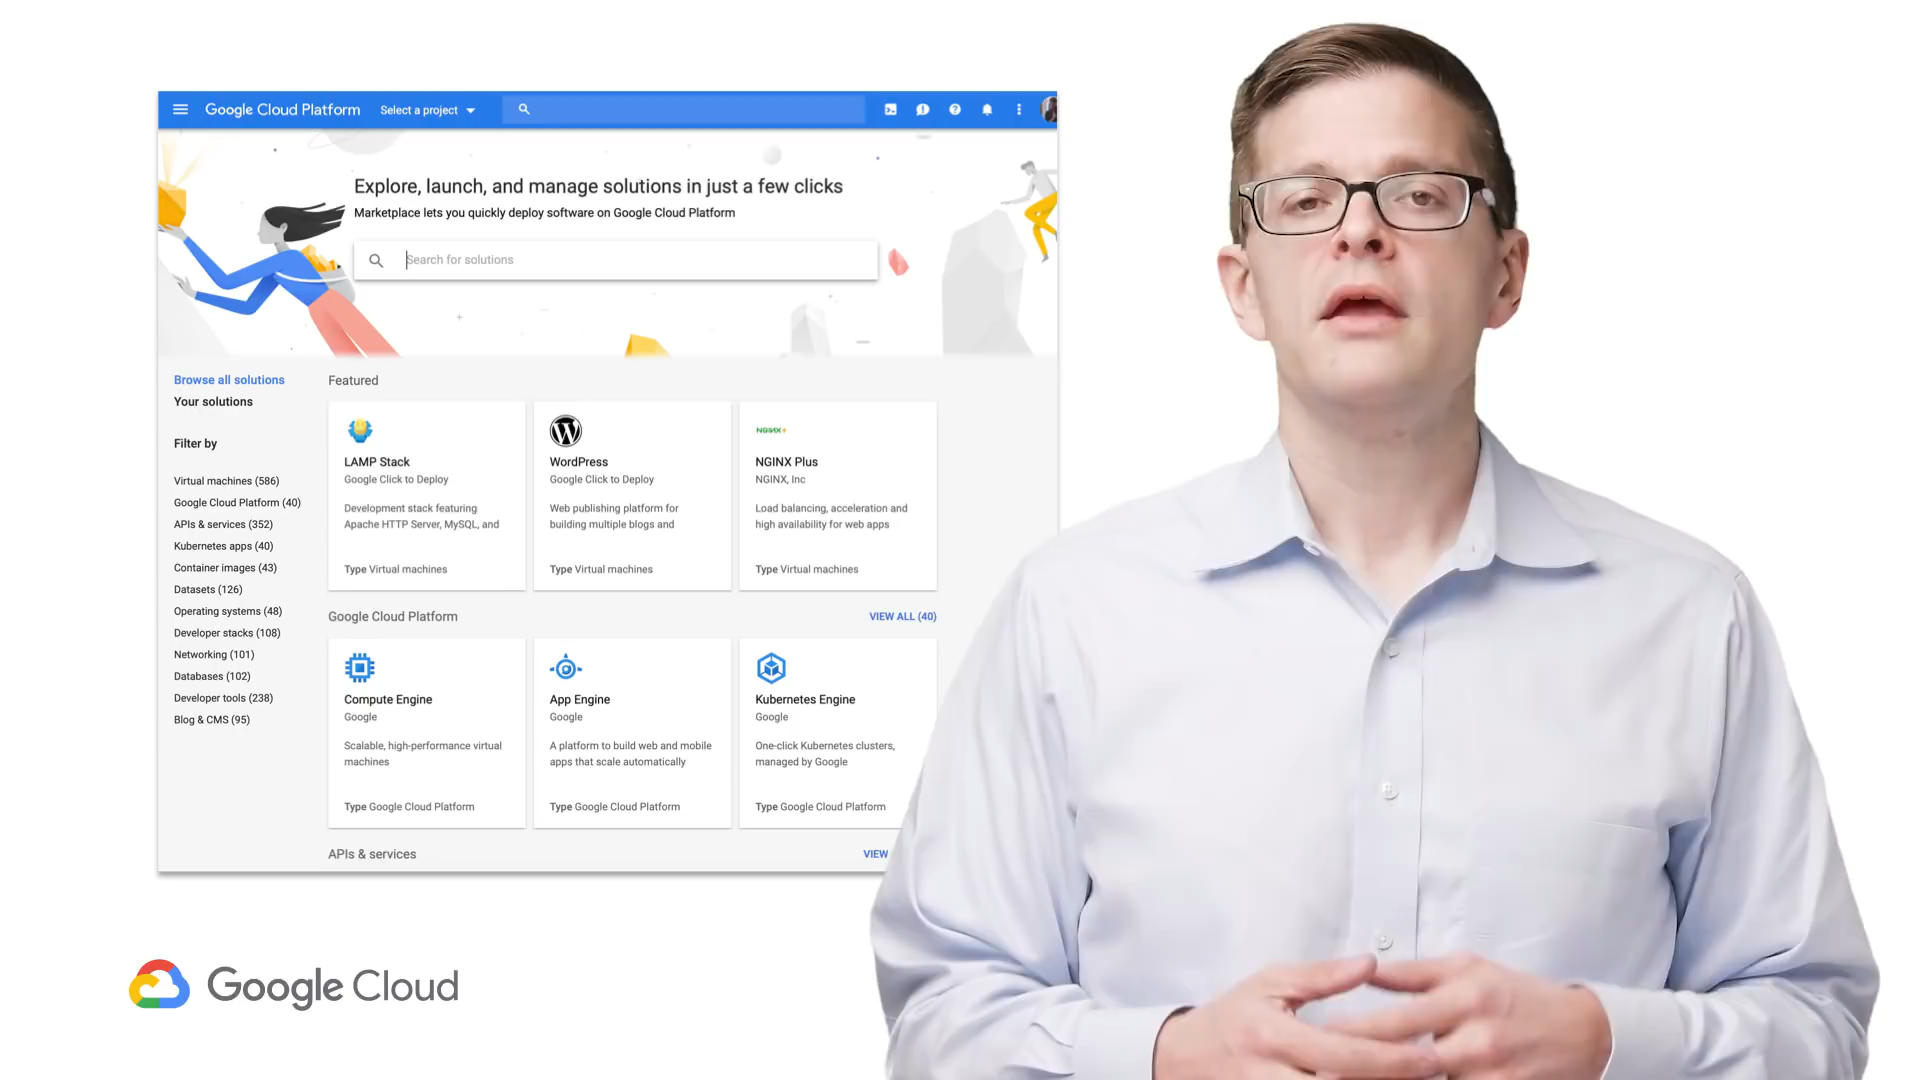 Google Cloud Platform Select a project
Explore, launch, and manage solutions in just a few clicks
Marketplace lets you quickly deploy software on Google Cloud Platform
Search for solutions
Browse all solutions
Your solutions
Filter by
Virtual machines (586)
Google Cloud Platform (40)
APIs & services (352)
Kubernetes apps (40)
Container images (43)
Datasets (126)
Operating systems (48)
Developer stacks (108)
Networking (101)
Databases (102)
Developer tools (238)
Blog & CMS (95)
Featured
LAMP Stack
Google Click to Deploy
Development stack featuring
Apache HTTP Server, MySQL, and
Type Virtual machines
WordPress
Google Click to Deploy
Web publishing platform for
building multiple blogs and
Type Virtual machines
NGINX+
NGINX Plus
NGINX, Inc
Load balancing, acceleration and
high availability for web apps
Type Virtual machines
Google Cloud Platform
VIEW ALL (40)
Compute Engine
Google
Scalable, high-performance virtual
machines
Type Google Cloud Platform
App Engine
Google
A platform to build web and mobile
apps that scale automatically
Type Google Cloud Platform
Kubernetes Engine
Google
One-click Kubernetes clusters,
managed by Google
Type Google Cloud Platform
APIs & services
VIEW
Google Cloud